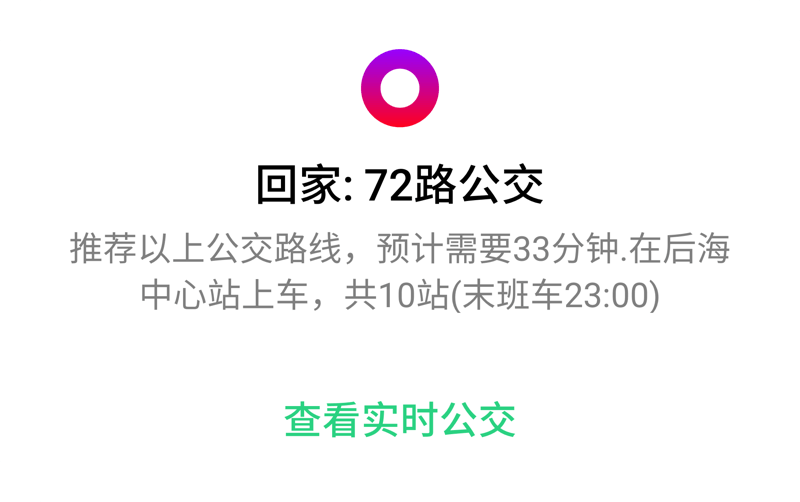 回家: 72路公交
推荐以上公交路线，预计需要33分钟.在后海
中心站上车，共10站(末班车23:00)
查看实时公交